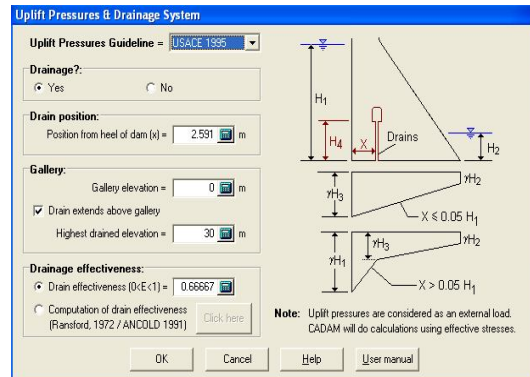 Uplift Pressures & Drainage System
Uplift Pressures Guideline = USACE 1995
Drainage?:
Yes No
Drain position:
Position from heel of dam (x) = 2.591 m
Gallery:
Gallery elevation = 0 m
Drain extends above gallery
Highest drained elevation = 30 m
Drainage effectiveness:
Drain effectiveness (0<E<1) = 0.66667
Computation of drain effectiveness
(Ransford, 1972 / ANCOLD 1991)
Click here
H1
H4
X
Drains
H2
γH3
γH2
X ≤ 0.05 H1
γH1
γH3
γH2
X > 0.05 H1
Note: Uplift pressures are considered as an external load.
CADAM will do calculations using effective stresses.
OK Cancel Help User manual